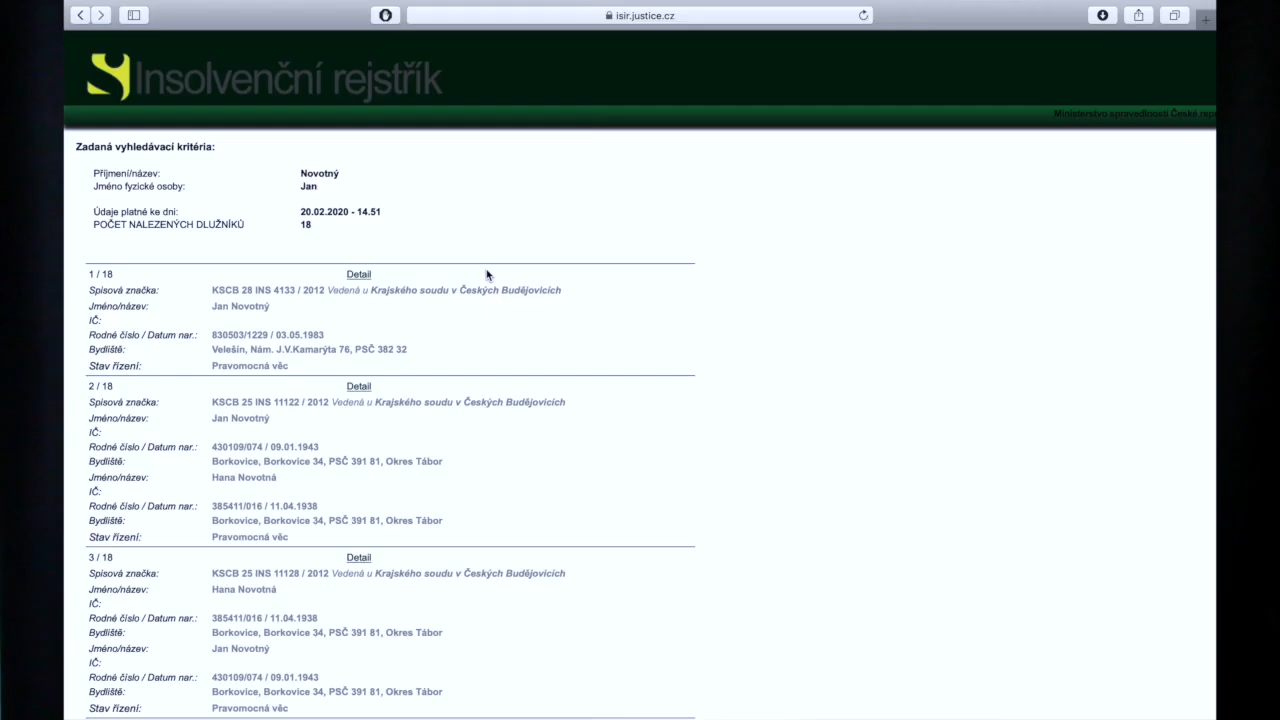 isir.justice.cz
Insolvenční rejstřík
Ministerstvo spravedlnosti České rep
Zadaná vyhledávací kritéria:
Příjmení/název: Novotný
Jméno fyzické osoby: Jan
Údaje platné ke dni: 20.02.2020 - 14.51
POČET NALEZENÝCH DLUŽNÍKŮ 18
1 / 18 Detail
Spisová značka: KSCB 28 INS 4133 / 2012 Vedená u Krajského soudu v Českých Budějovicích
Jméno/název: Jan Novotný
IČ:
Rodné číslo / Datum nar.: 830503/1229 / 03.05.1983
Bydliště: Velešín, Nám. J.V.Kamarýta 76, PSČ 382 32
Stav řízení: Pravomocná věc
2 / 18 Detail
Spisová značka: KSCB 25 INS 11122 / 2012 Vedená u Krajského soudu v Českých Budějovicích
Jméno/název: Jan Novotný
IČ:
Rodné číslo / Datum nar.: 430109/074 / 09.01.1943
Bydliště: Borkovice, Borkovice 34, PSČ 391 81, Okres Tábor
Jméno/název: Hana Novotná
IČ:
Rodné číslo / Datum nar.: 385411/016 / 11.04.1938
Bydliště: Borkovice, Borkovice 34, PSČ 391 81, Okres Tábor
Stav řízení: Pravomocná věc
3 / 18 Detail
Spisová značka: KSCB 25 INS 11128 / 2012 Vedená u Krajského soudu v Českých Budějovicích
Jméno/název: Hana Novotná
IČ:
Rodné číslo / Datum nar.: 385411/016 / 11.04.1938
Bydliště: Borkovice, Borkovice 34, PSČ 391 81, Okres Tábor
Jméno/název: Jan Novotný
IČ:
Rodné číslo / Datum nar.: 430109/074 / 09.01.1943
Bydliště: Borkovice, Borkovice 34, PSČ 391 81, Okres Tábor
Stav řízení: Pravomocná věc